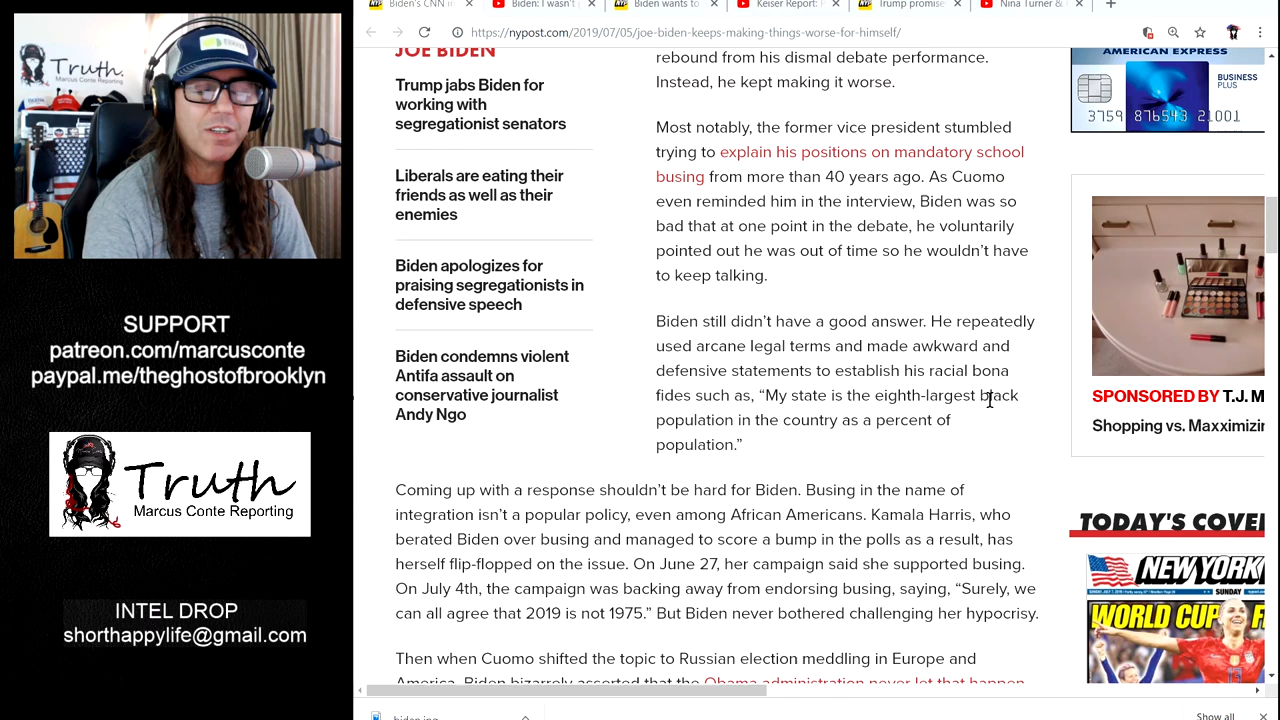 Biden's CNN in
Biden: I wasn't
Biden wants to
Keiser Report:
Trump promise
Nina Turner &
https://nypost.com/2019/07/05/joe-biden-keeps-making-things-worse-for-himself/
Truth.
Marcus Conte Reporting
SUPPORT
patreon.com/marcusconte
paypal.me/theghostofbrooklyn
Truth
Marcus Conte Reporting
INTEL DROP
shorthappylife@gmail.com
JOE BIDEN
Trump jabs Biden for
working with
segregationist senators
Liberals are eating their
friends as well as their
enemies
Biden apologizes for
praising segregationists in
defensive speech
Biden condemns violent
Antifa assault on
conservative journalist
Andy Ngo
rebound from his dismal debate performance.
Instead, he kept making it worse.
Most notably, the former vice president stumbled
trying to explain his positions on mandatory school
busing from more than 40 years ago. As Cuomo
even reminded him in the interview, Biden was so
bad that at one point in the debate, he voluntarily
pointed out he was out of time so he wouldn't have
to keep talking.
Biden still didn't have a good answer. He repeatedly
used arcane legal terms and made awkward and
defensive statements to establish his racial bona
fides such as, “My state is the eighth-largest black
population in the country as a percent of
population.”
Coming up with a response shouldn't be hard for Biden. Busing in the name of
integration isn't a popular policy, even among African Americans. Kamala Harris, who
berated Biden over busing and managed to score a bump in the polls as a result, has
herself flip-flopped on the issue. On June 27, her campaign said she supported busing.
On July 4th, the campaign was backing away from endorsing busing, saying, “Surely, we
can all agree that 2019 is not 1975.” But Biden never bothered challenging her hypocrisy.
Then when Cuomo shifted the topic to Russian election meddling in Europe and
America, Biden bizarrely asserted that the Obama administration never let that happen
AMERICAN EXPRESS
BUSINESS
PLUS
3759 876543 21001
SPONSORED BY T.J. M
Shopping vs. Maxximizin
TODAY'S COVE
NEW YORK
SUNDAY
WORLD CUP F
biden.jpg
Show all